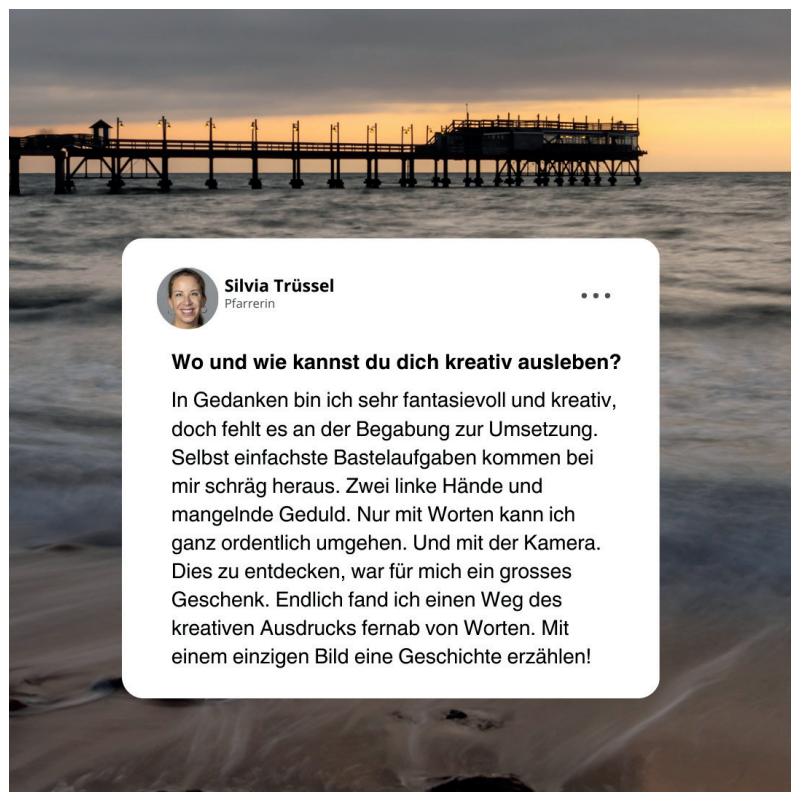 Silvia Trüssel
Pfarrerin
Wo und wie kannst du dich kreativ ausleben?
In Gedanken bin ich sehr fantasievoll und kreativ,
doch fehlt es an der Begabung zur Umsetzung.
Selbst einfachste Bastelaufgaben kommen bei
mir schräg heraus. Zwei linke Hände und
mangelnde Geduld. Nur mit Worten kann ich
ganz ordentlich umgehen. Und mit der Kamera.
Dies zu entdecken, war für mich ein grosses
Geschenk. Endlich fand ich einen Weg des
kreativen Ausdrucks fernab von Worten. Mit
einem einzigen Bild eine Geschichte erzählen!